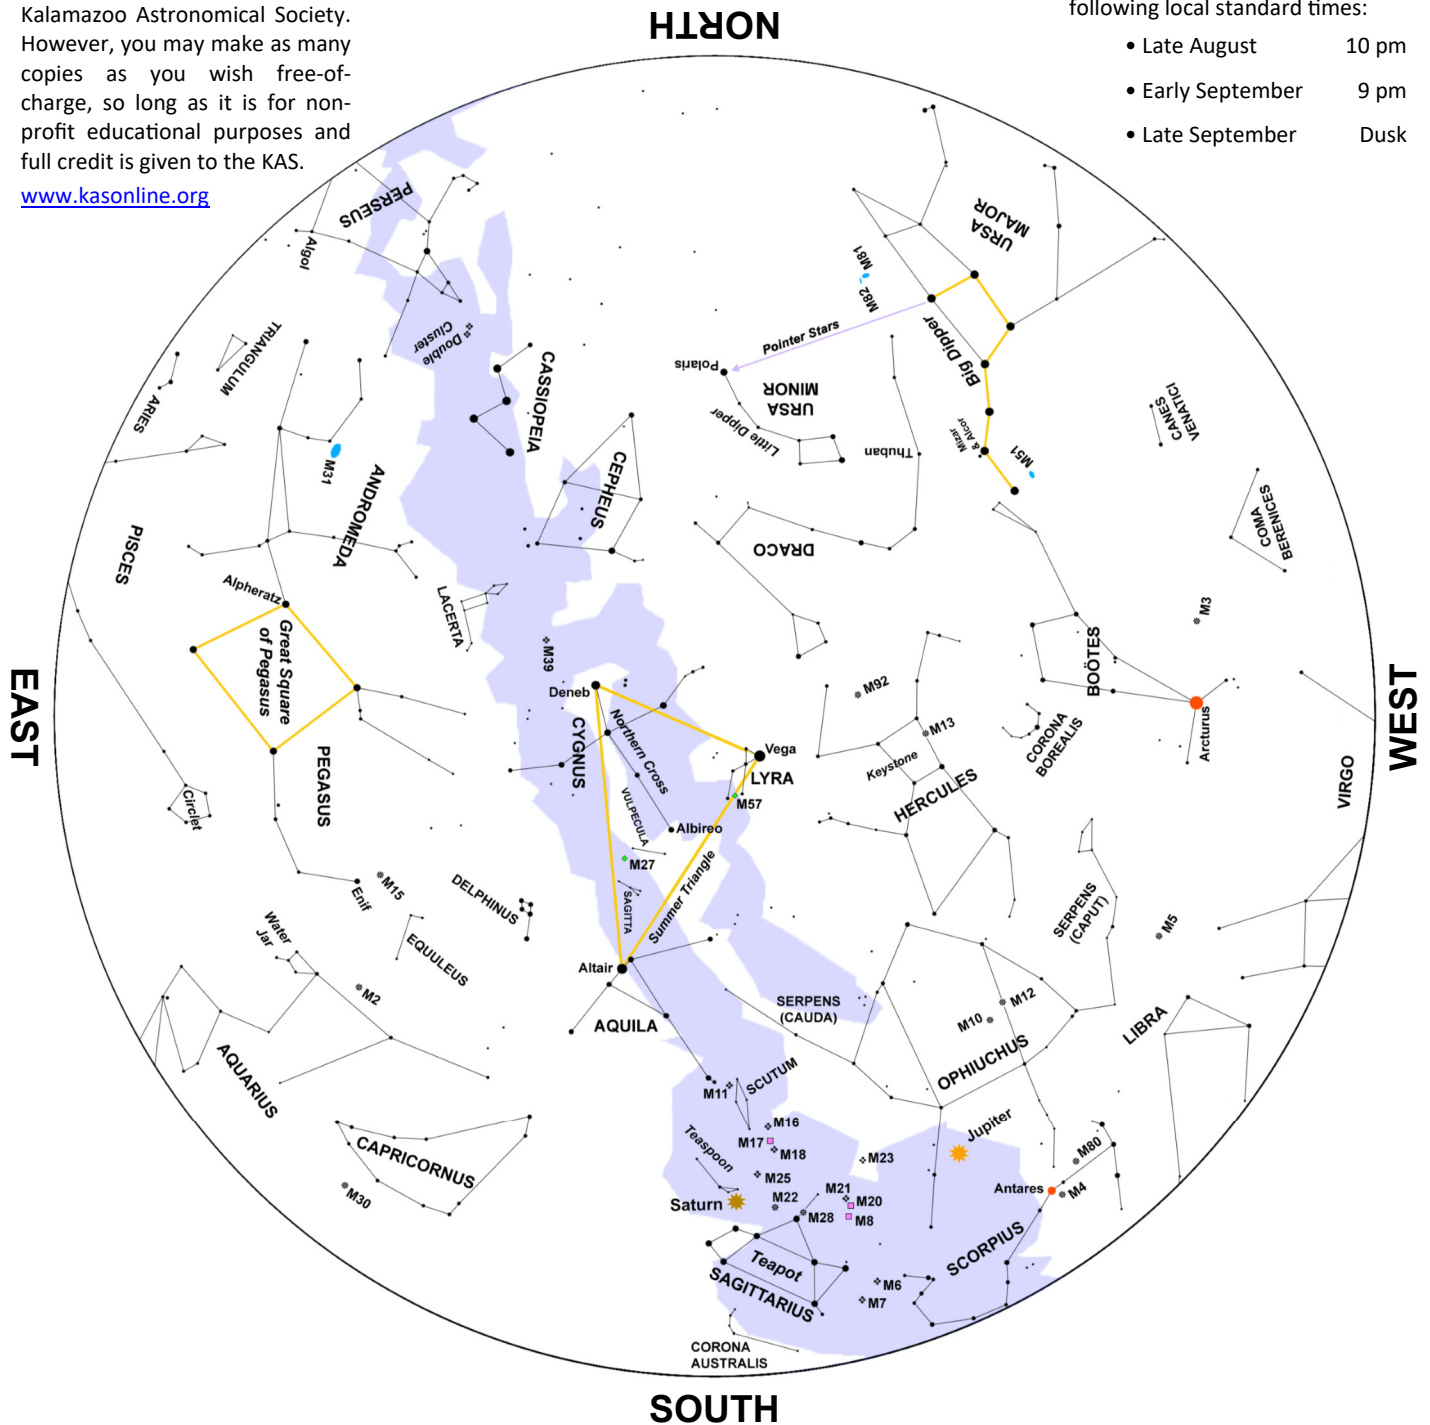 Kalamazoo Astronomical Society.
However, you may make as many
copies as you wish free-of-
charge, so long as it is for non-
profit educational purposes and
full credit is given to the KAS.
www.kasonline.org
following local standard times:
• Late August 10 pm
• Early September 9 pm
• Late September Dusk
NORTH
PERSEUS
Algol
URSA
MAJOR
M81
M82
Double
Cluster
TRIANGULUM
ARIES
CASSIOPEIA
Pointer Stars
Polaris
Big Dipper
URSA
MINOR
Little Dipper
Thuban
Mizar
& Alcor
M51
CANES
VENATICI
COMA
BERENICES
M31
ANDROMEDA
CEPHEUS
DRACO
PISCES
Alpheratz
Great Square
of Pegasus
LACERTA
M39
M3
BOÖTES
Arcturus
EAST
WEST
Deneb
CYGNUS
Northern Cross
M92
M13
Keystone
HERCULES
CORONA
BOREALIS
VIRGO
Vega
LYRA
M57
PEGASUS
Circlet
VULPECULA
Albireo
M27
SAGITTA
Summer Triangle
Enif
M15
DELPHINUS
EQUULEUS
Water
Jar
M2
Altair
AQUILA
SERPENS
(CAPUT)
M5
SERPENS
(CAUDA)
M12
M10
OPHIUCHUS
LIBRA
AQUARIUS
CAPRICORNUS
M30
M11
SCUTUM
M16
M17
M18
M23
Jupiter
Teaspoon
M25
Saturn
M22
M21
M20
M28
M8
Antares
M80
M4
SCORPIUS
Teapot
SAGITTARIUS
M6
M7
CORONA
AUSTRALIS
SOUTH